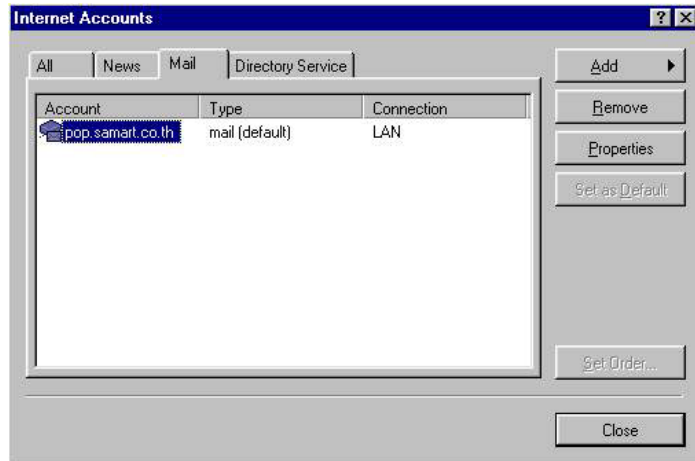 Internet Accounts
All News Mail Directory Service
Account Type Connection
pop.samart.co.th mail (default) LAN
Add
Remove
Properties
Set as Default
Set Order...
Close